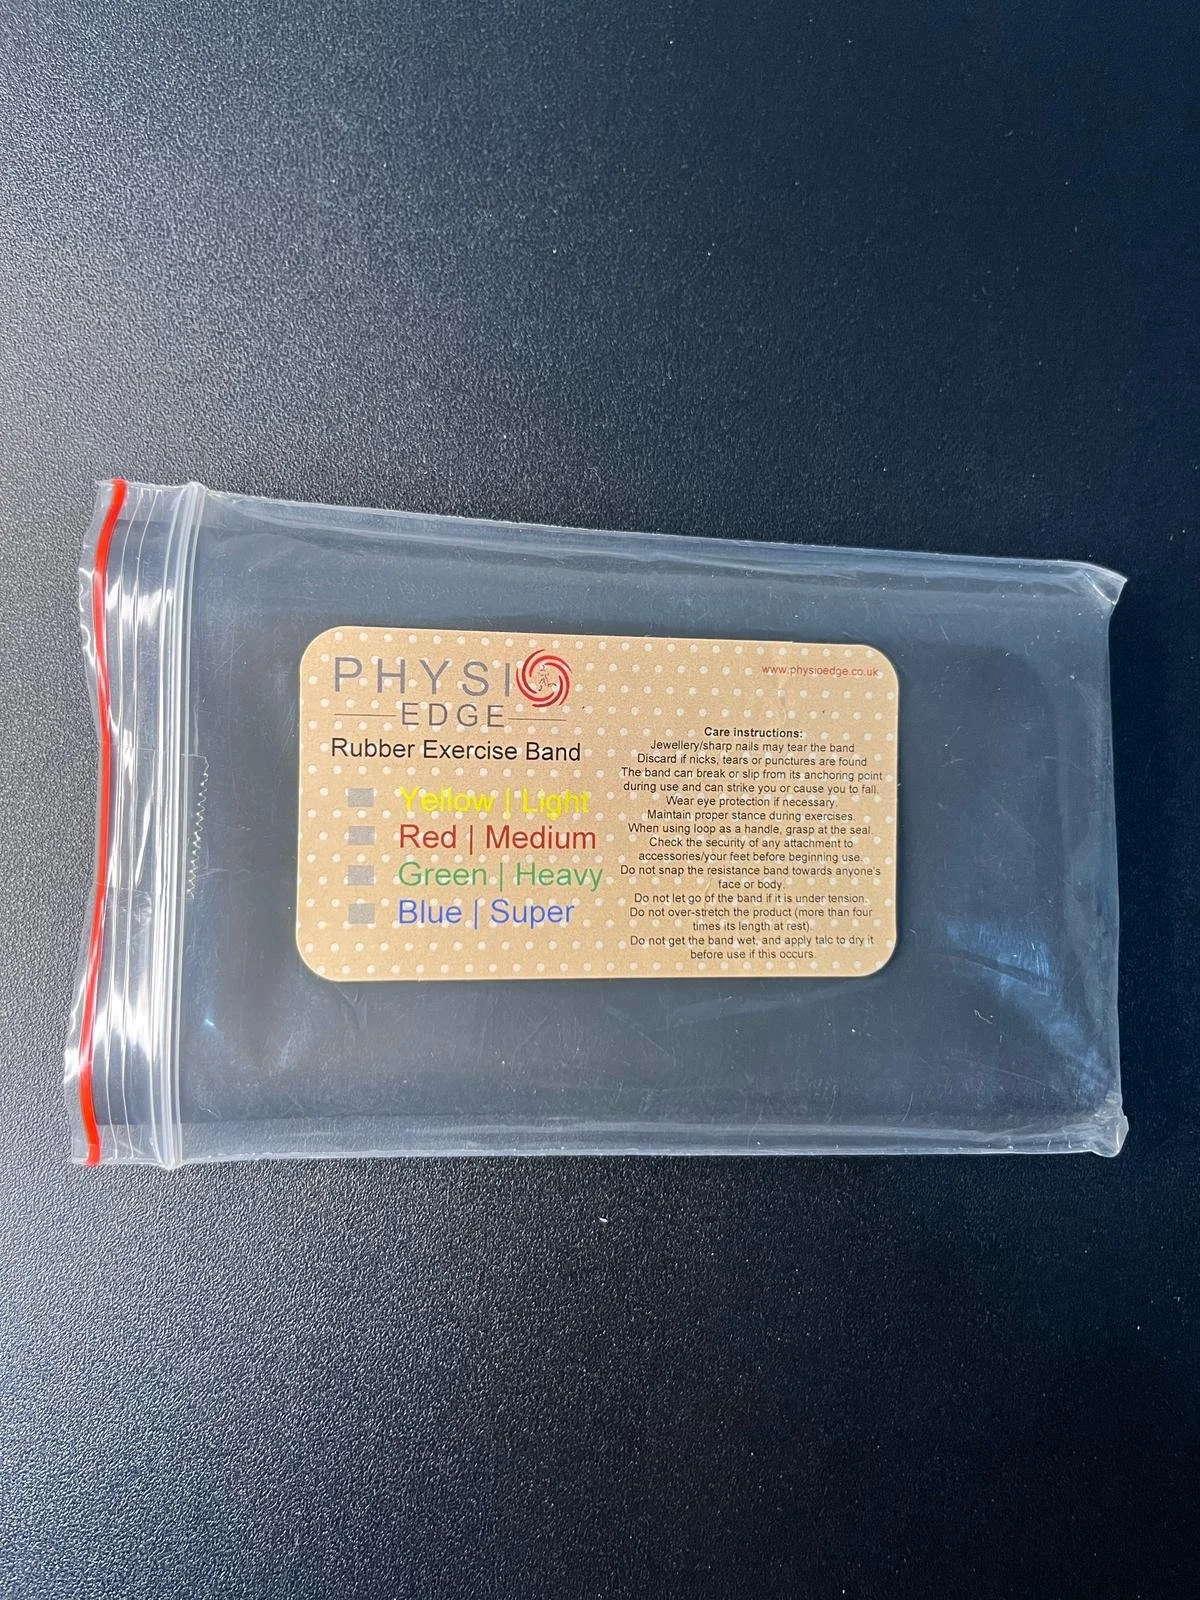 PHYSIO
EDGE
Rubber Exercise Band
Yellow | Light
Red | Medium
Green | Heavy
Blue | Super
www.physioedge.co.uk
Care instructions:
Jewellery/sharp nails may tear the band
Discard if nicks, tears or punctures are found
The band can break or slip from its anchoring point
during use and can strike you or cause you to fall.
Wear eye protection if necessary.
Maintain proper stance during exercises.
When using loop as a handle, grasp at the seal.
Check the security of any attachment to
accessories/your feet before beginning use.
Do not snap the resistance band towards anyone's
face or body.
Do not let go of the band if it is under tension.
Do not over-stretch the product (more than four
times its length at rest)
Do not get the band wet, and apply talc to dry it
before use if this occurs.